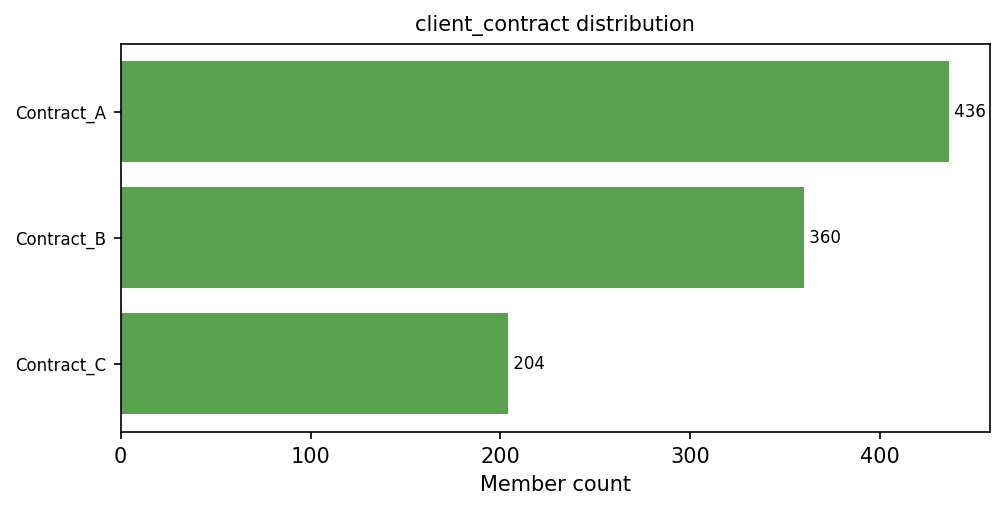 client_contract distribution
Contract_A
436
Contract_B
360
Contract_C
204
0 100 200 300 400
Member count